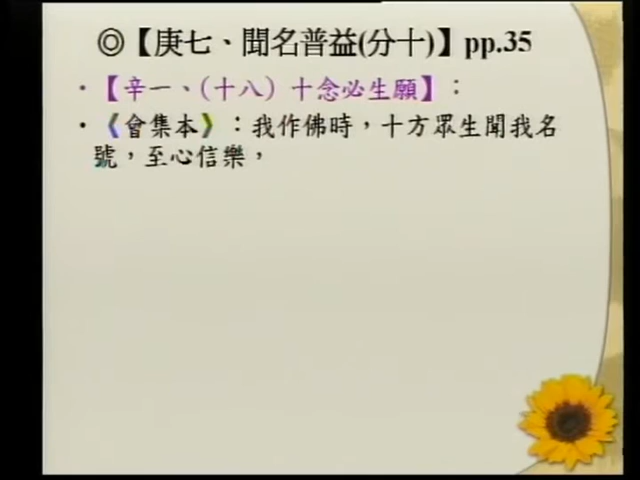 ◎【庚七、聞名普益(分十)】pp.35
•【辛一、（十八）十念必生願】：
•《會集本》：我作佛時，十方眾生聞我名
號，至心信樂，